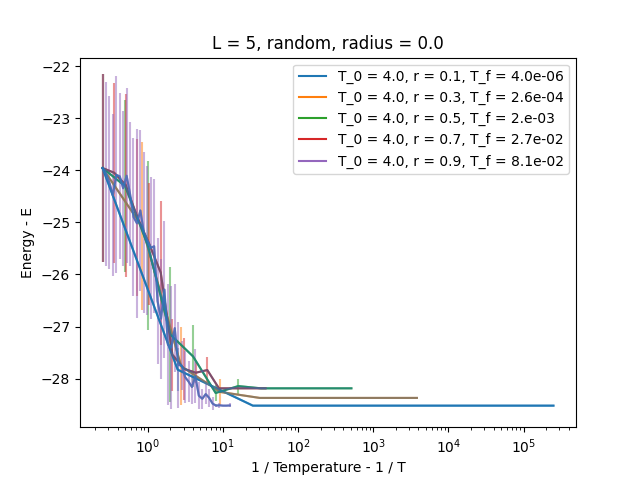 L = 5, random, radius = 0.0
T_0 = 4.0, r = 0.1, T_f = 4.0e-06
T_0 = 4.0, r = 0.3, T_f = 2.6e-04
T_0 = 4.0, r = 0.5, T_f = 2.e-03
T_0 = 4.0, r = 0.7, T_f = 2.7e-02
T_0 = 4.0, r = 0.9, T_f = 8.1e-02
Energy - E
−22
−23
−24
−25
−26
−27
−28
10⁰ 10¹ 10² 10³ 10⁴ 10⁵
1 / Temperature - 1 / T